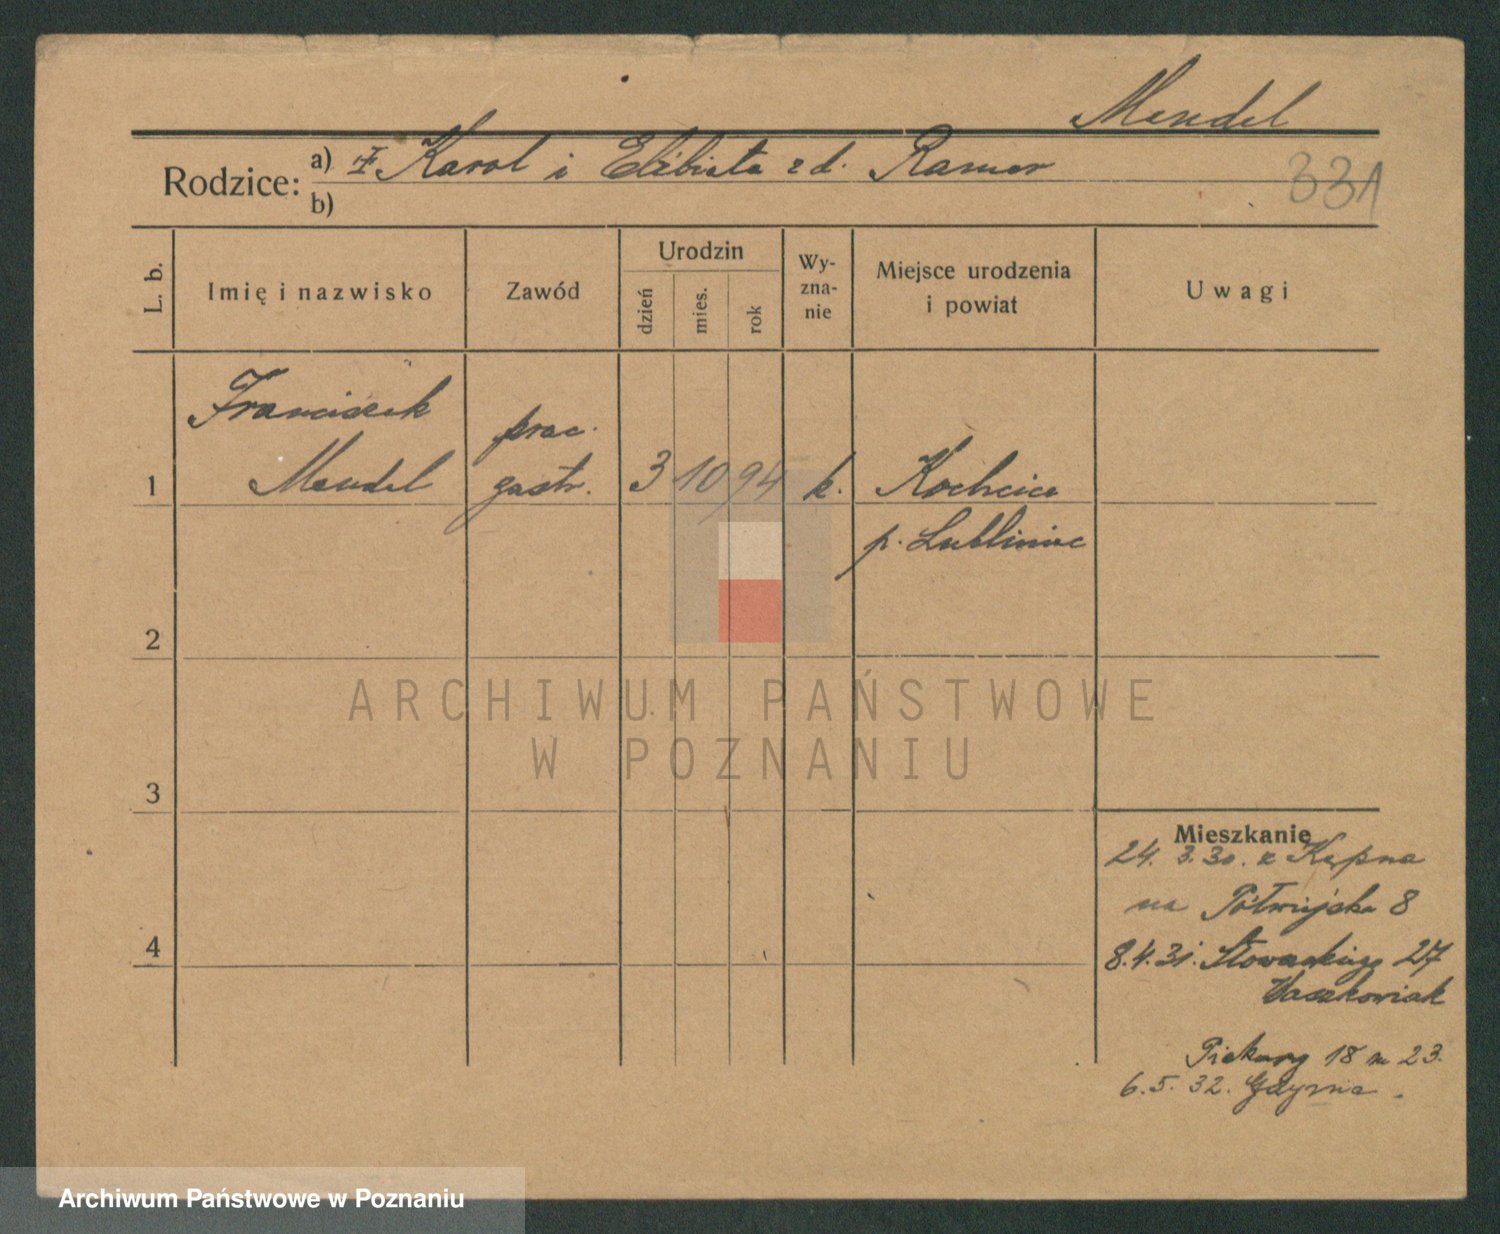 Mendel
Rodzice: a) Karol i Elżbieta z d. Ramer
331
b)
L. b.
Imię i nazwisko
Zawód
Urodzin
dzień
mies.
rok
Wy-
zna-
nie
Miejsce urodzenia
i powiat
Uwagi
Franciszek
Mendel
prac.
gastr.
1
3 10 94 k.
Kochcice
p. Lubliniec
2
3
4
ARCHIWUM PAŃSTWOWE
W POZNANIU
Mieszkanie
24. 3. 30. z Kępna
na Półwiejska 8
8.4.31. 27
Piekary 18 m 23.
6. 5. 32. Gdynia.
Archiwum Państwowe w Poznaniu